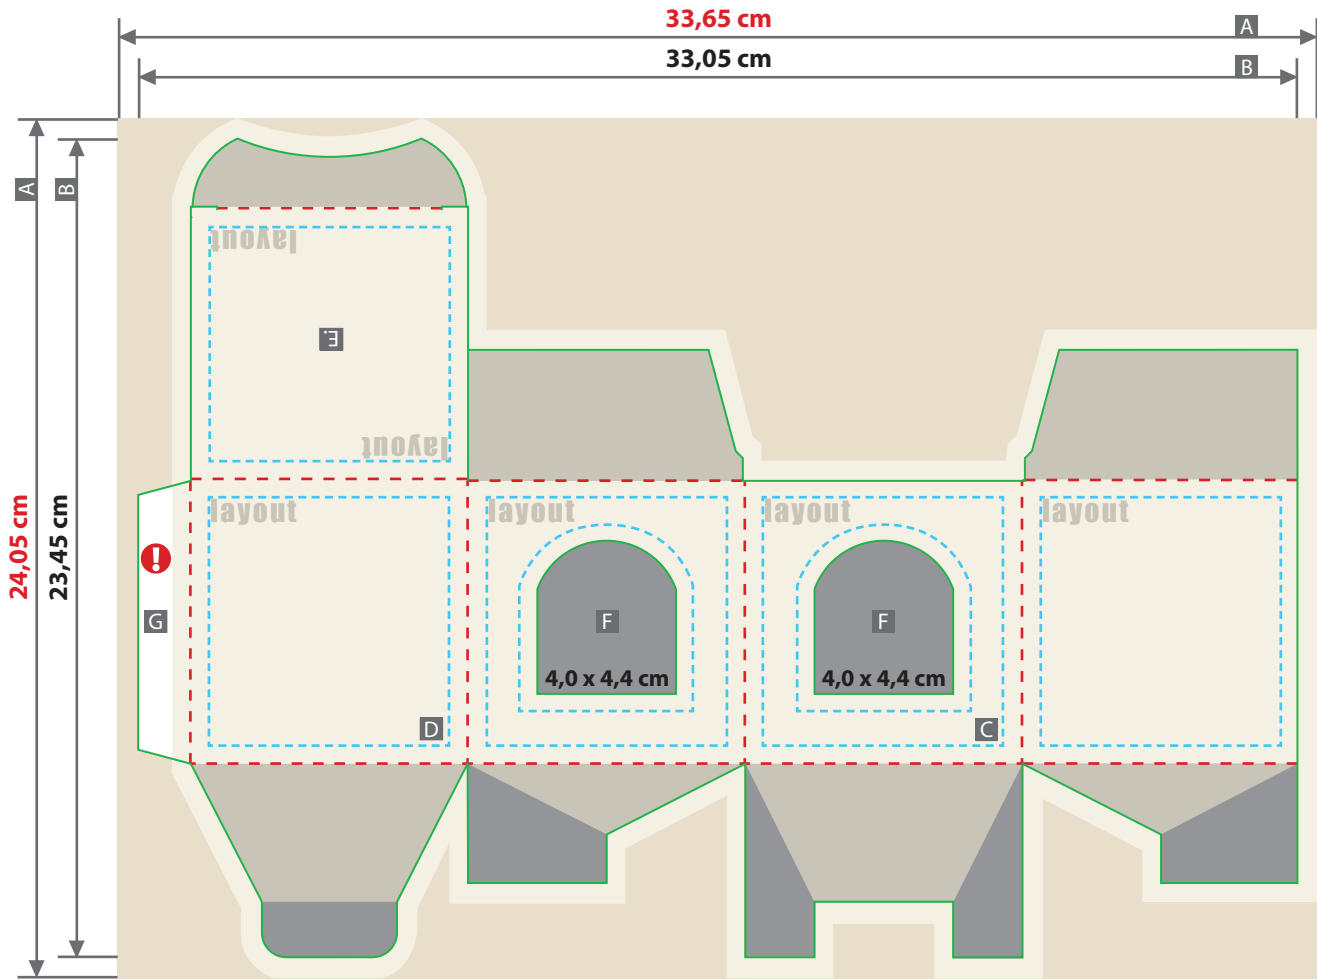 33,65 cm
A
33,05 cm
B
A
B
layout
E.
layout
layout
layout
layout
layout
24,05 cm
23,45 cm
!
G
F
F
4,0 x 4,4 cm
4,0 x 4,4 cm
D
C